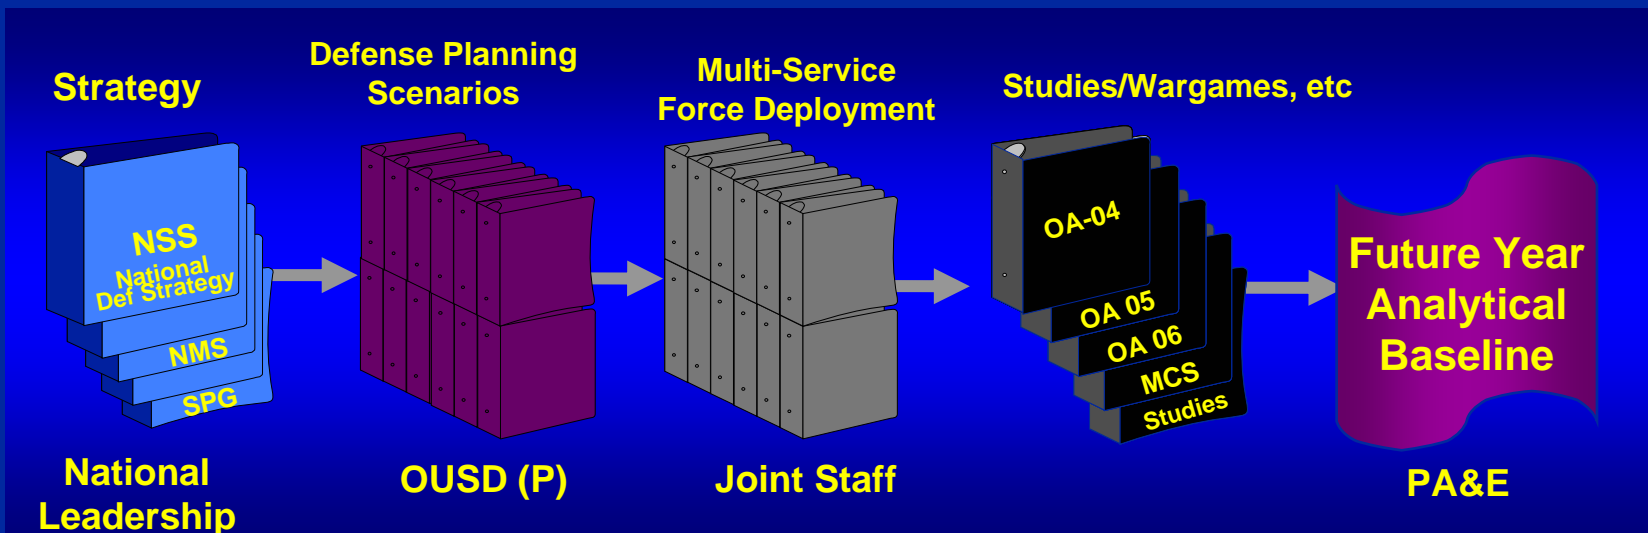 Strategy
NSS
National
Def Strategy
NMS
SPG
National
Leadership
Defense Planning
Scenarios
OUSD (P)
Multi-Service
Force Deployment
Joint Staff
Studies/Wargames, etc
OA-04
OA 05
OA 06
MCS
Studies
Future Year
Analytical
Baseline
PA&E